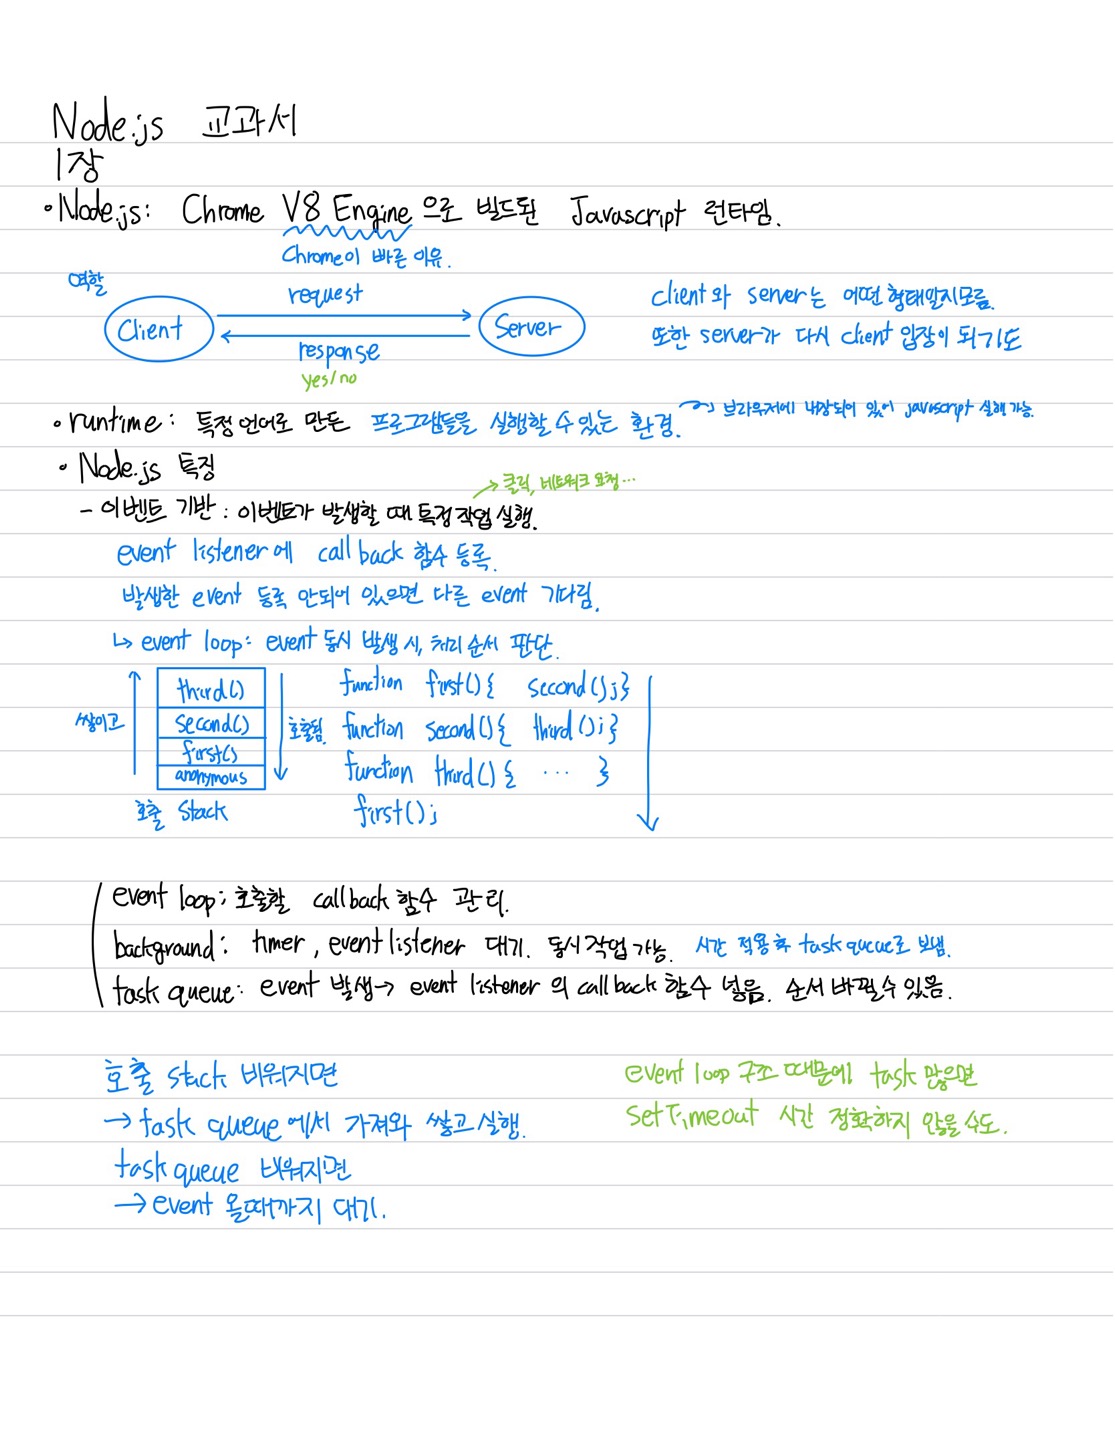 Node.js 교과서
1장
• Node.js: Chrome V8 Engine 으로 빌드된 Javascript 런타임.
Chrome이 빠른 이유.
역할
Client
request
response
yes/no
Server
client와 server는 어떤 형태일지모름.
또한 server가 다시 client 입장이 되기도
• runtime: 특정 언어로 만든 프로그램들을 실행할 수 있는 환경. → 브라우저에 내장되어 있어 javascript 실행가능.
• Node.js 특징
→ 클릭, 네트워크 요청...
- 이벤트 기반 : 이벤트가 발생할 때 특정 작업 실행.
event listener에 call back 함수 등록.
발생한 event 등록 안되어 있으면 다른 event 기다림.
↳ event loop: event 동시 발생 시, 처리 순서 판단.
쌓이고
third()
second()
first()
anonymous
호출됨.
호출 Stack
function first() { second(); }
function second() { third(); }
function third() { ... }
first();
event loop: 호출할 callback 함수 관리.
background: timer, event listener 대기. 동시 작업 가능. 시간 적용 후 task queue로 보냄.
task queue: event 발생 → event listener 의 callback 함수 넣음. 순서 바뀔수 있음.
호출 stack 비워지면
→ task queue 에서 가져와 쌓고 실행.
task queue 비워지면
→ event 올때까지 대기.
event loop 구조 때문에 task 많으면
SetTimeout 시간 정확하지 않을 수도.